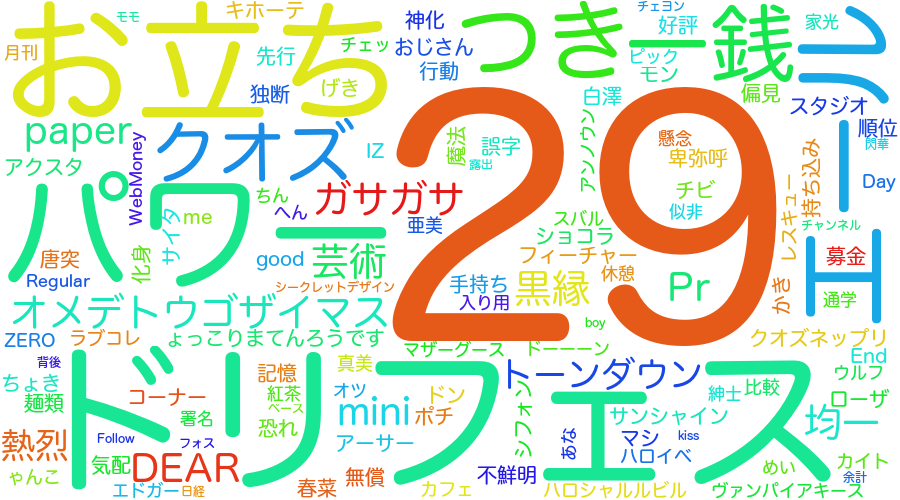 モモ
キホーテ
神化
チェヨン
好評
家光
月刊
お立ち
チェッ
おじさん
つき
一銭
先行
行動
ピック
モン
独断
げき
白澤
偏見
スタジオ
paper
クオズ
IZ
魔法
誤字
アンノウン
懸念
卑弥呼
順位
閃華
WebMoney
29
アクスタ
露出
持ち込み
Day
パワー
ガサガサ
ちん
へん
亜美
チビ
似非
レスキュー
チャンネル
サイタ
me
スバル
ショコラ
芸術
フィーチャー
休憩
H
募金
唐突
化身
good
Regular
シークレットデザイン
手持ち
入り用
黒縁
Pr
かき
通学
オメデトウゴザイマス
boy
ZERO
ラブコレ
ょっこりまてんろうです
マザーグース
ドーーーン
クオズネップリ
背後
ドリフェス
真美
トーンダウン
End
ウルフ
ちょき
麺類
コーナー
記憶
紅茶
ベース
オツ
ドン
紳士
比較
ローザ
署名
mini
ポチ
シフォン
サンシャイン
均一
熱烈
Follow
フォス
恐れ
アーサー
あな
マシ
kiss
ハロイベ
ゃんこ
気配
DEAR
無償
不鮮明
めい
カイト
余計
エドガー
日経
春菜
カフェ
ハロシャルルビル
ヴァンパイアキース